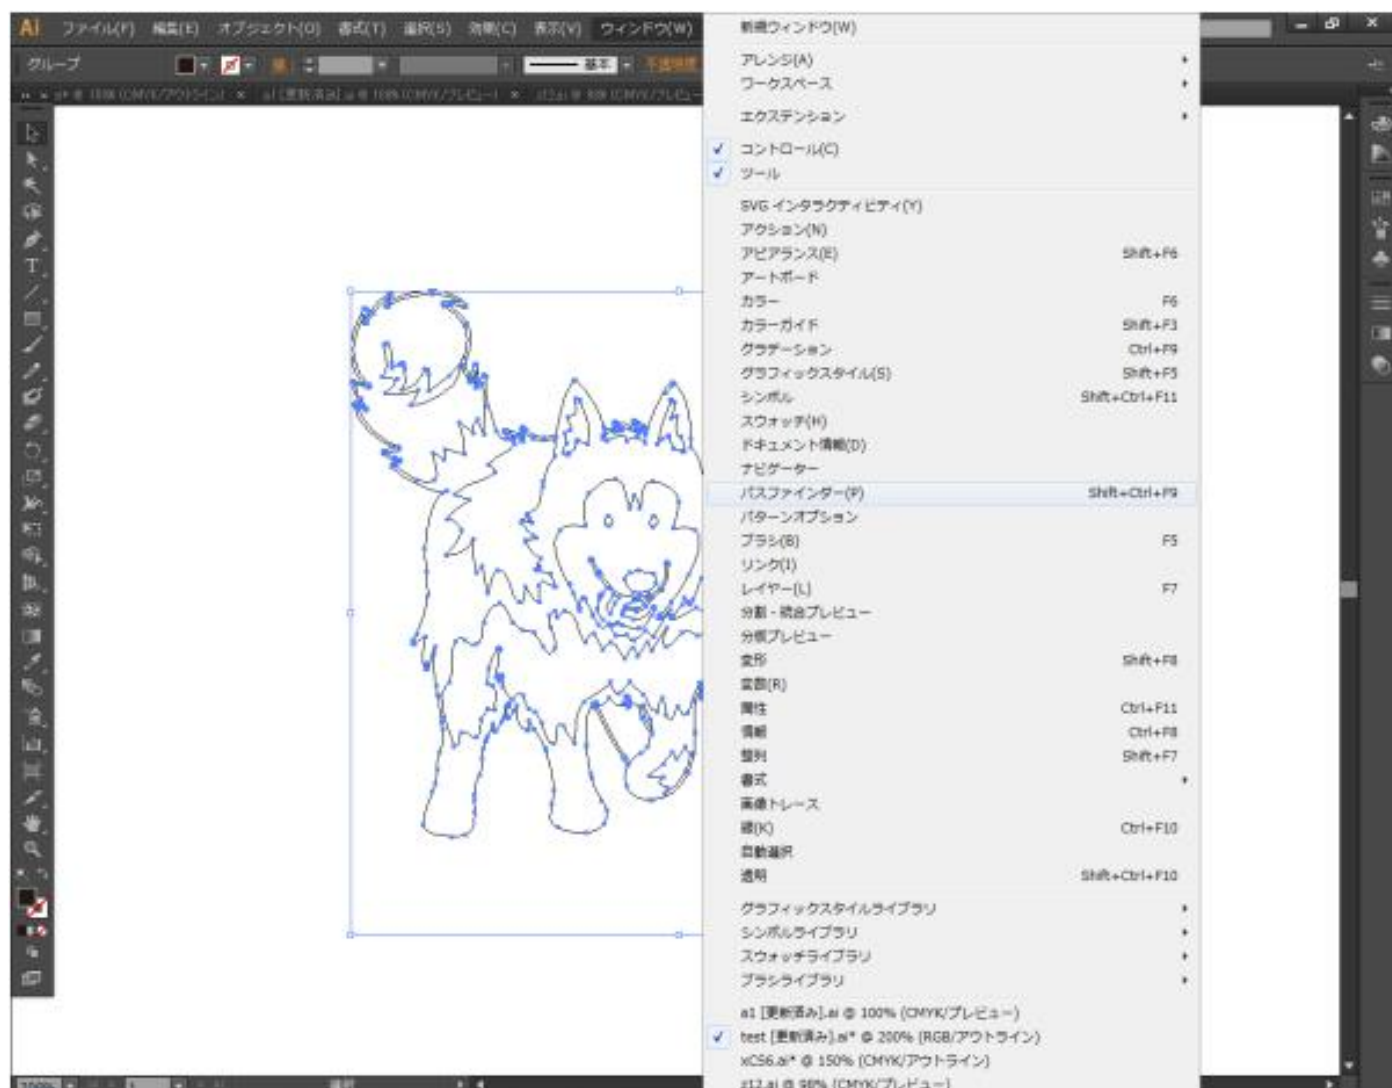 Ai ファイル(F) 編集(E) オブジェクト(O) 書式(T) 選択(S) 効果(C) 表示(V) ウィンドウ(W)
グループ 基本 不透明度
新規ウィンドウ(W)
アレンジ(A)
ワークスペース
エクステンション
コントロール(C)
ツール
SVG インタラクティビティ(Y)
アクション(N)
アピアランス(E) Shift+F6
アートボード
カラー F6
カラーガイド Shift+F3
グラデーション Ctrl+F9
グラフィックスタイル(S) Shift+F5
シンボル Shift+Ctrl+F11
スウォッチ(H)
ドキュメント情報(D)
ナビゲーター
パスファインダー(P) Shift+Ctrl+F9
パターンオプション
ブラシ(B) F5
リンク(I)
レイヤー(L) F7
分割・統合プレビュー
分版プレビュー
変形 Shift+F8
変数(R)
属性 Ctrl+F11
情報 Ctrl+F8
整列 Shift+F7
書式
画像トレース
線(K) Ctrl+F10
自動選択
透明 Shift+Ctrl+F10
グラフィックスタイルライブラリ
シンボルライブラリ
スウォッチライブラリ
ブラシライブラリ
a1 [更新済み].ai @ 100% (CMYK/プレビュー)
test [更新済み].ai* @ 200% (RGB/アウトライン)
xC56.ai* @ 150% (CMYK/アウトライン)
z12.ai @ 98% (CMYK/プレビュー)
200%